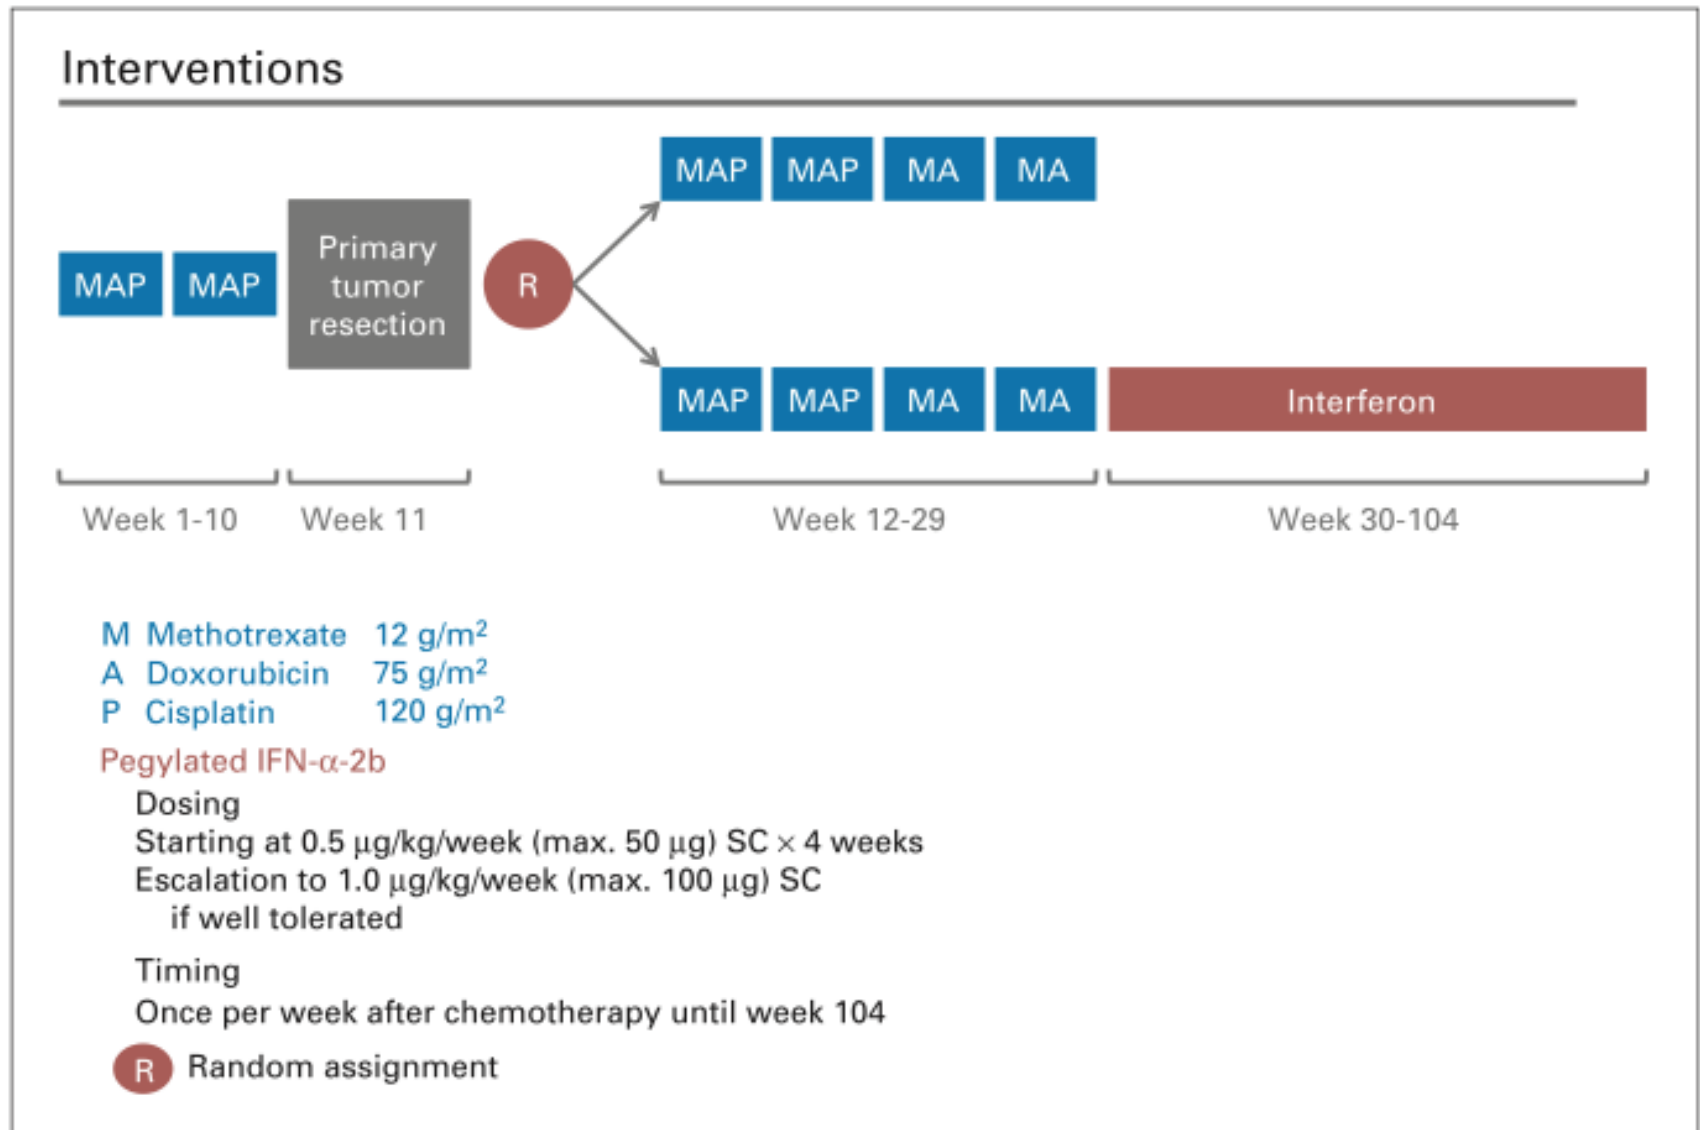 Interventions
MAP MAP MA MA
MAP MAP
Primary
tumor
resection
R
MAP MAP MA MA Interferon
Week 1-10 Week 11 Week 12-29 Week 30-104
M Methotrexate 12 g/m²
A Doxorubicin 75 g/m²
P Cisplatin 120 g/m²
Pegylated IFN-α-2b
Dosing
Starting at 0.5 μg/kg/week (max. 50 μg) SC × 4 weeks
Escalation to 1.0 μg/kg/week (max. 100 μg) SC
if well tolerated
Timing
Once per week after chemotherapy until week 104
R Random assignment